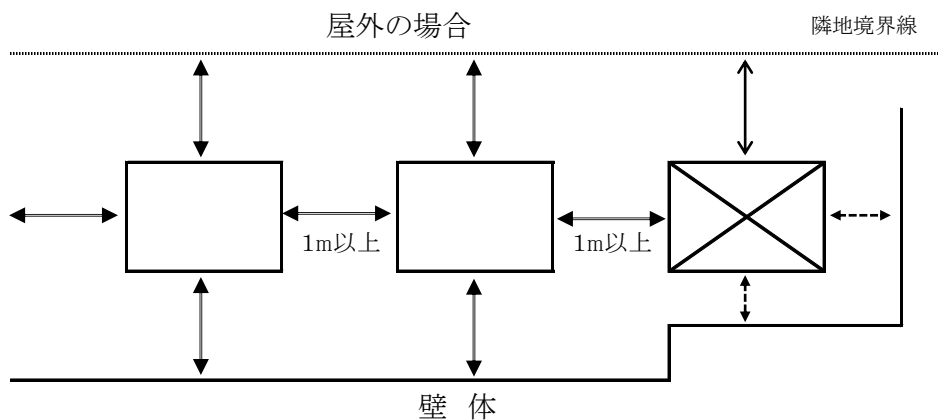 屋外の場合
隣地境界線
1m以上
1m以上
壁 体